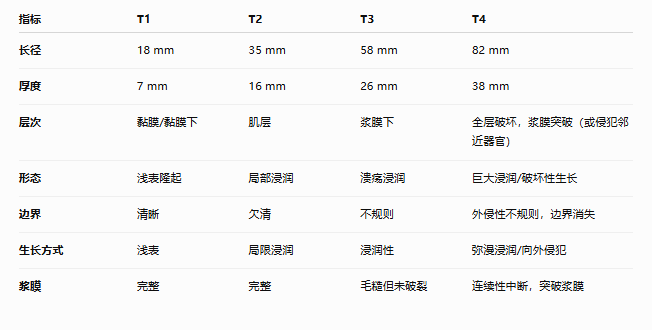 指标 T1 T2 T3 T4
长径 18 mm 35 mm 58 mm 82 mm
厚度 7 mm 16 mm 26 mm 38 mm
层次 黏膜/黏膜下 肌层 浆膜下 全层破坏，浆膜突破（或侵犯邻
近器官）
形态 浅表隆起 局部浸润 溃疡浸润 巨大浸润/破坏性生长
边界 清晰 欠清 不规则 外侵性不规则，边界消失
生长方式 浅表 局限浸润 浸润性 弥漫浸润/向外侵犯
浆膜 完整 完整 毛糙但未破裂 连续性中断，突破浆膜